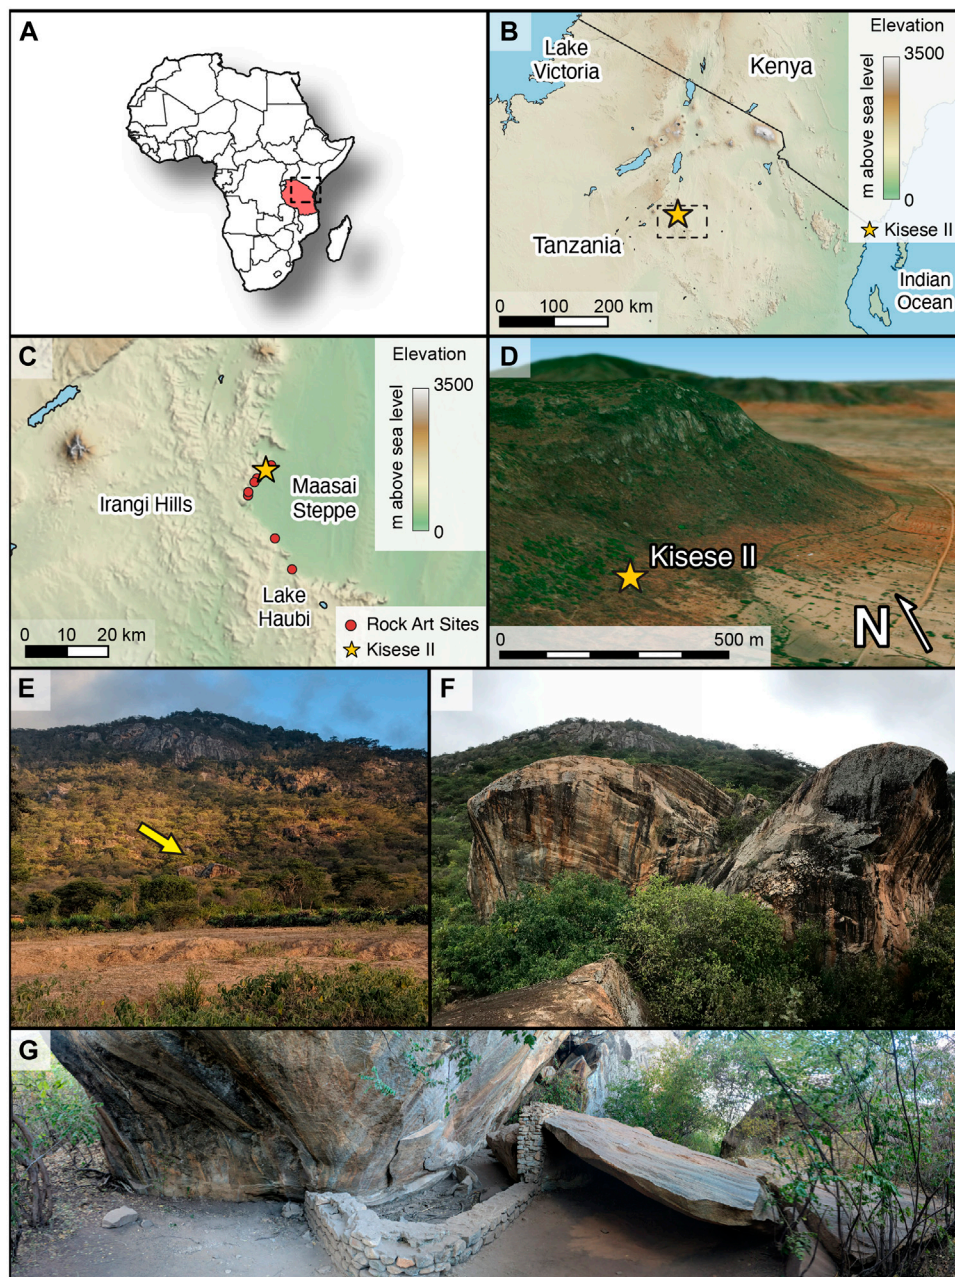 A
B
Lake
Victoria
Kenya
Tanzania
Elevation
3500
m above sea level
0
Kisese II
Indian
Ocean
0 100 200 km
C
Elevation
3500
m above sea level
0
Irangi Hills
Maasai
Steppe
Lake
Haubi
0 10 20 km
Rock Art Sites
Kisese II
D
Kisese II
0 500 m
N
E
F
G